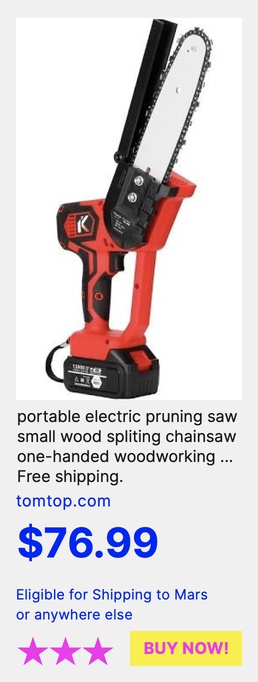 K
portable electric pruning saw
small wood spliting chainsaw
one-handed woodworking ...
Free shipping.
tomtop.com
$76.99
Eligible for Shipping to Mars
or anywhere else
BUY NOW!